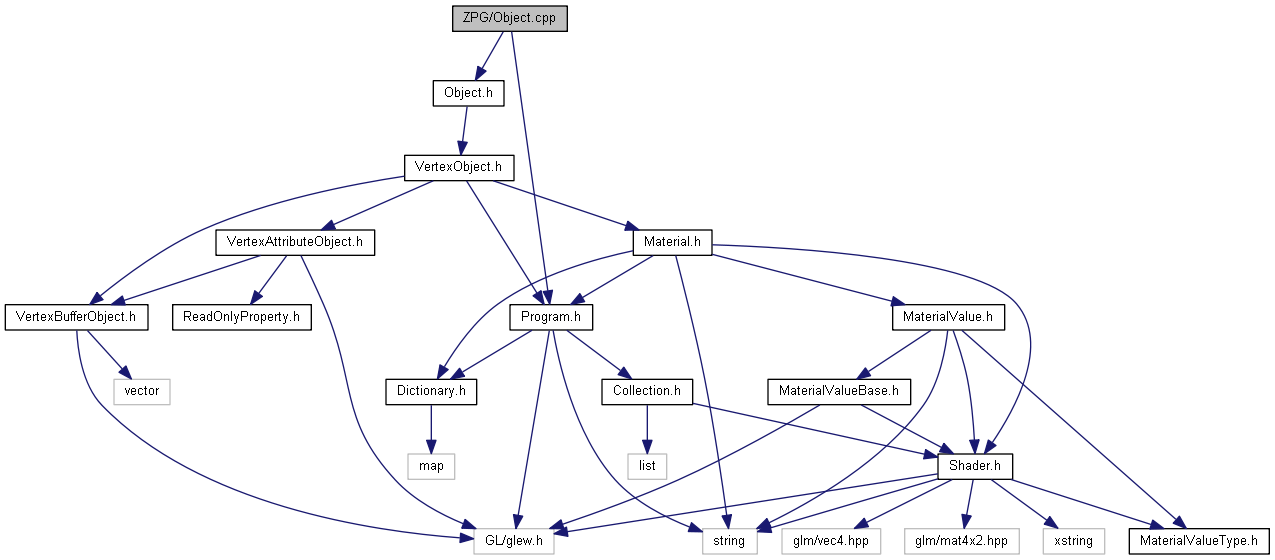 ZPG/Object.cpp
Object.h
VertexObject.h
VertexAttributeObject.h
Material.h
VertexBufferObject.h
ReadOnlyProperty.h
Program.h
MaterialValue.h
vector
Dictionary.h
Collection.h
MaterialValueBase.h
map
list
Shader.h
GL/glew.h
string
glm/vec4.hpp
glm/mat4x2.hpp
xstring
MaterialValueType.h